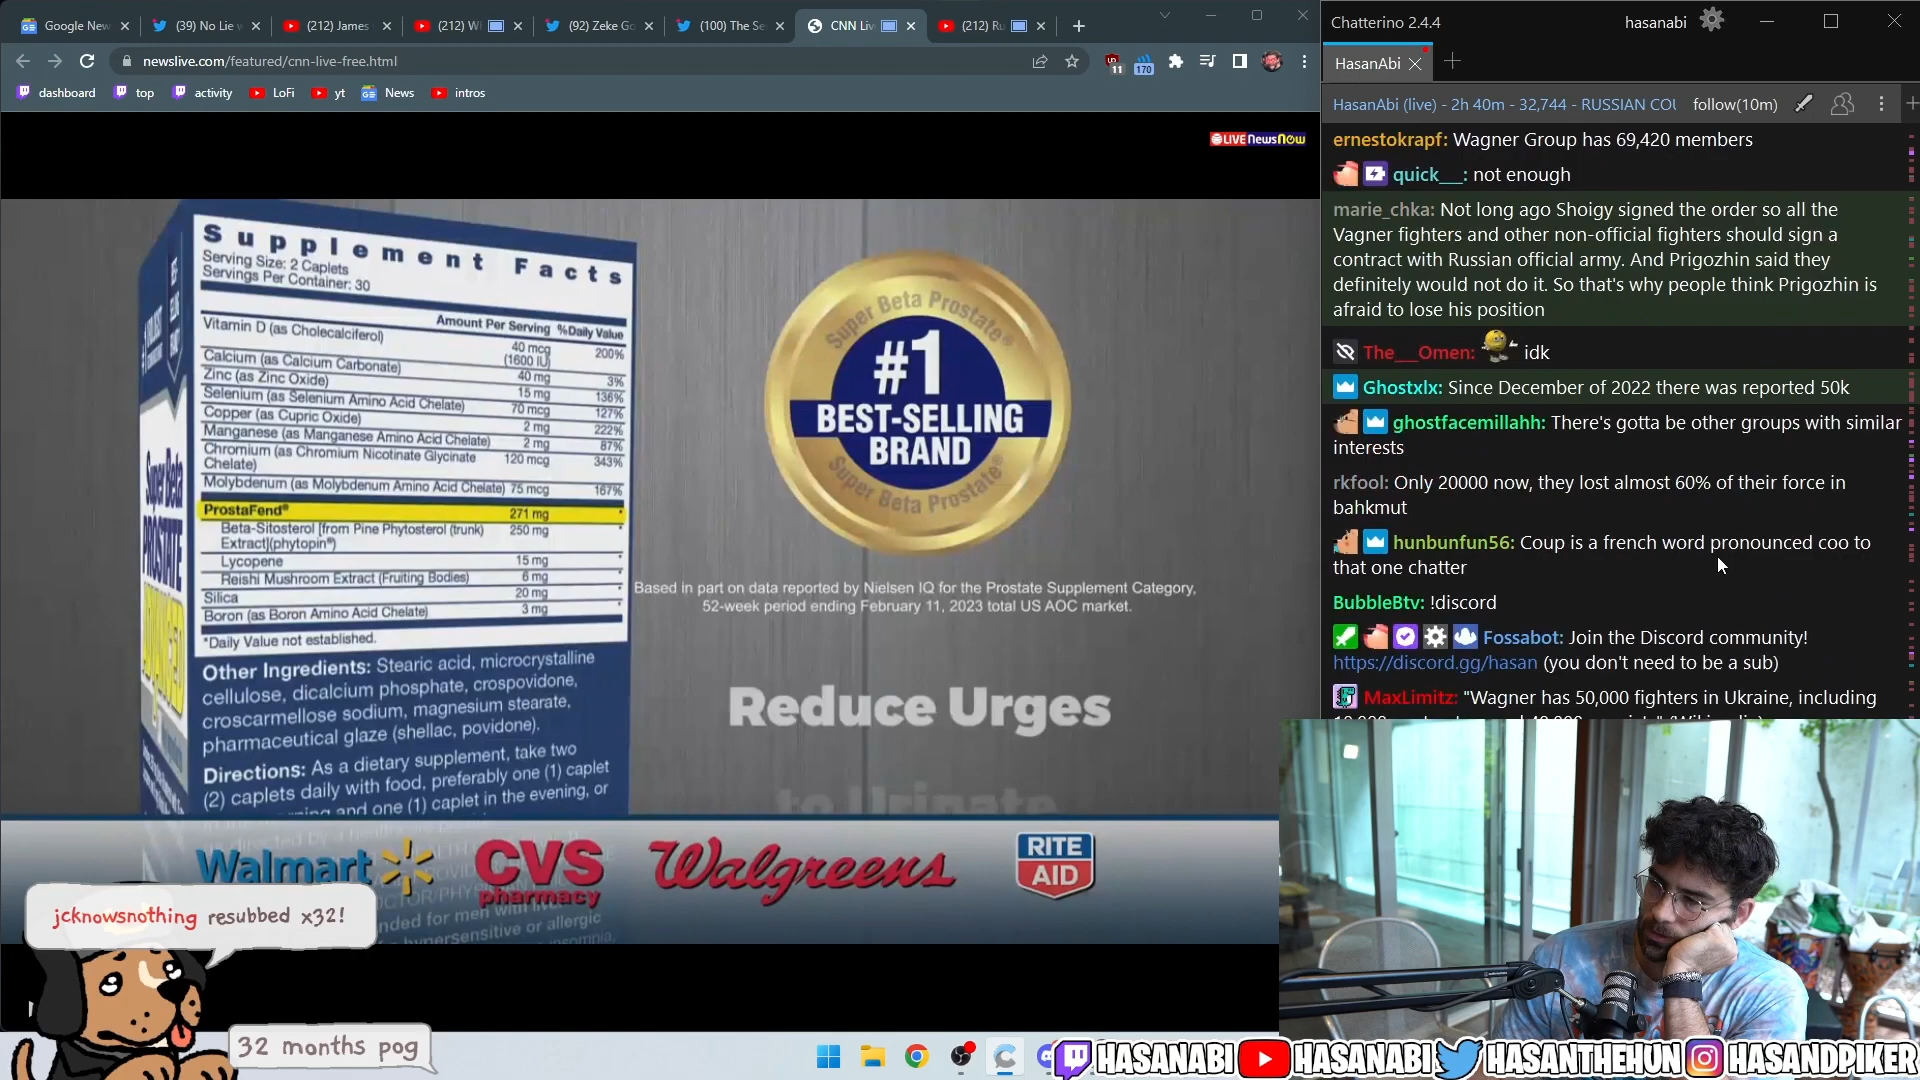 Google New
(39) No Lie w
(212) James
(212) W
(92) Zeke Go
(100) The Se
CNN Liv
(212) Ru
newslive.com/featured/cnn-live-free.html
11
170
dashboard
top
activity
LoFi
yt
News
intros
LIVE NewsNow
Supplement Facts
Serving Size: 2 Caplets
Servings Per Container: 30
Amount Per Serving %Daily Value
Vitamin D (as Cholecalciferol) 40 mcg (1600 IU) 200%
Calcium (as Calcium Carbonate) 40 mg 3%
Zinc (as Zinc Oxide) 15 mg 136%
Selenium (as Selenium Amino Acid Chelate) 70 mcg 127%
Copper (as Cupric Oxide) 2 mg 222%
Manganese (as Manganese Amino Acid Chelate) 2 mg 87%
Chromium (as Chromium Nicotinate Glycinate
Chelate) 120 mcg 343%
Molybdenum (as Molybdenum Amino Acid Chelate) 75 mcg 167%
ProstaFend® 271 mg *
Beta-Sitosterol [from Pine Phytosterol (trunk)
Extract](phytopin®) 250 mg *
Lycopene 15 mg *
Reishi Mushroom Extract (Fruiting Bodies) 6 mg *
Silica 20 mg *
Boron (as Boron Amino Acid Chelate) 3 mg *
*Daily Value not established.
Other Ingredients: Stearic acid, microcrystalline
cellulose, dicalcium phosphate, crospovidone,
croscarmellose sodium, magnesium stearate,
pharmaceutical glaze (shellac, povidone).
Directions: As a dietary supplement, take two
(2) caplets daily with food, preferably one (1) caplet
and one (1) caplet in the evening, or
Super Beta
PROSTATE
ADVANCED
Super Beta Prostate®
#1
BEST-SELLING
BRAND
Super Beta Prostate®
Based in part on data reported by Nielsen IQ for the Prostate Supplement Category,
52-week period ending February 11, 2023 total US AOC market.
Reduce Urges
to Urinate
Walmart
CVS
pharmacy
Walgreens
RITE
AID
jcknowsnothing resubbed x32!
32 months pog
Chatterino 2.4.4
hasanabi
HasanAbi
HasanAbi (live) - 2h 40m - 32,744 - RUSSIAN COU
follow(10m)
ernestokrapf: Wagner Group has 69,420 members
quick___: not enough
marie_chka: Not long ago Shoigy signed the order so all the
Vagner fighters and other non-official fighters should sign a
contract with Russian official army. And Prigozhin said they
definitely would not do it. So that's why people think Prigozhin is
afraid to lose his position
The___Omen: idk
Ghostxlx: Since December of 2022 there was reported 50k
ghostfacemillahh: There's gotta be other groups with similar
interests
rkfool: Only 20000 now, they lost almost 60% of their force in
bahkmut
hunbunfun56: Coup is a french word pronounced coo to
that one chatter
BubbleBtv: !discord
Fossabot: Join the Discord community!
https://discord.gg/hasan (you don't need to be a sub)
MaxLimitz: "Wagner has 50,000 fighters in Ukraine, including
HASANABI
HASANABI
HASANTHEHUN
HASANDPIKER